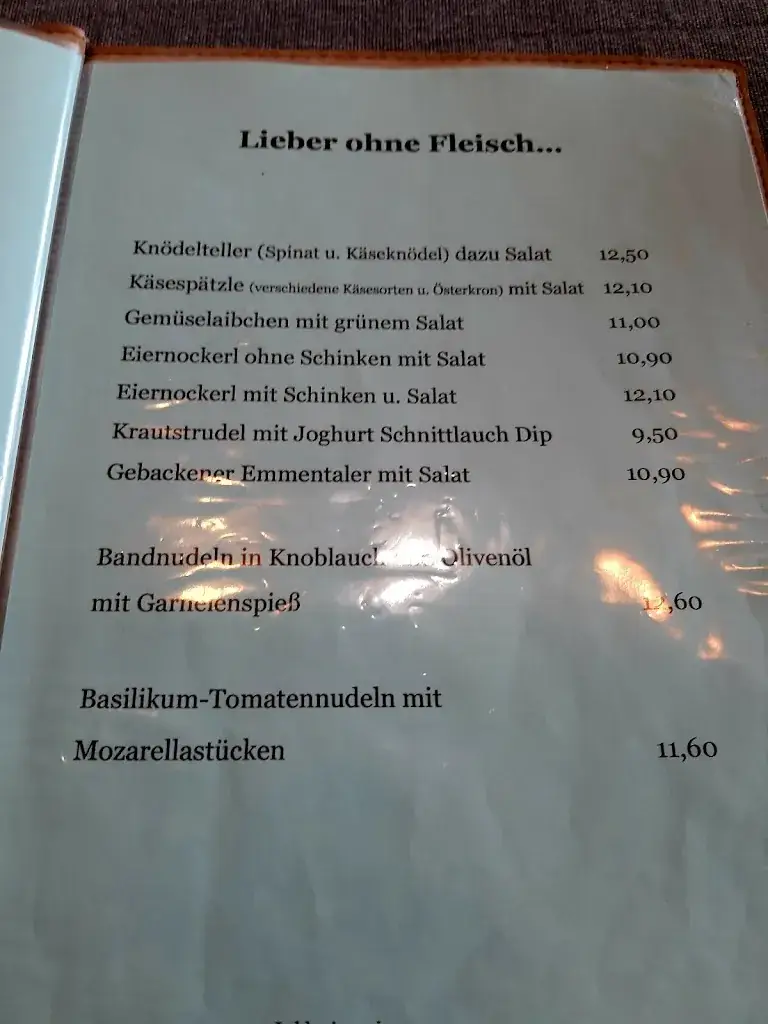 Lieber ohne Fleisch...
Knödelteller (Spinat u. Käseknödel) dazu Salat 12,50
Käsespätzle (verschiedene Käsesorten u. Österkron) mit Salat 12,10
Gemüselaibchen mit grünem Salat 11,00
Eiernockerl ohne Schinken mit Salat 10,90
Eiernockerl mit Schinken u. Salat 12,10
Krautstrudel mit Joghurt Schnittlauch Dip 9,50
Gebackener Emmentaler mit Salat 10,90
Bandnudeln in Knoblauch Olivenöl
mit Garnelenspieß
Basilikum-Tomatennudeln mit
Mozarellastücken 11,60